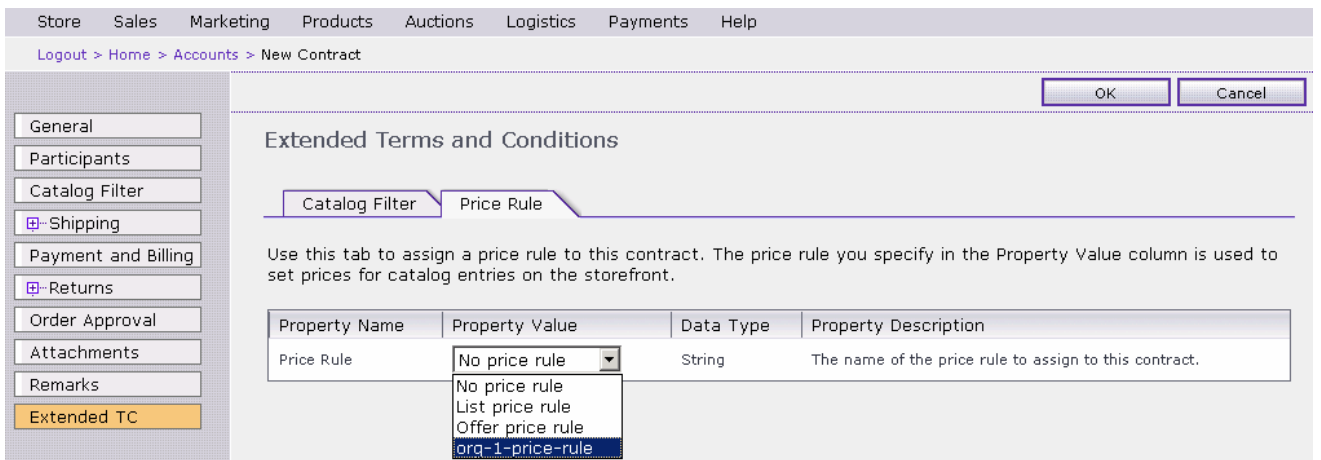 Store Sales Marketing Products Auctions Logistics Payments Help
Logout > Home > Accounts > New Contract
OK Cancel
General
Participants
Catalog Filter
Shipping
Payment and Billing
Returns
Order Approval
Attachments
Remarks
Extended TC
Extended Terms and Conditions
Catalog Filter Price Rule
Use this tab to assign a price rule to this contract. The price rule you specify in the Property Value column is used to
set prices for catalog entries on the storefront.
Property Name Property Value Data Type Property Description
Price Rule No price rule String The name of the price rule to assign to this contract.
No price rule
List price rule
Offer price rule
org-1-price-rule